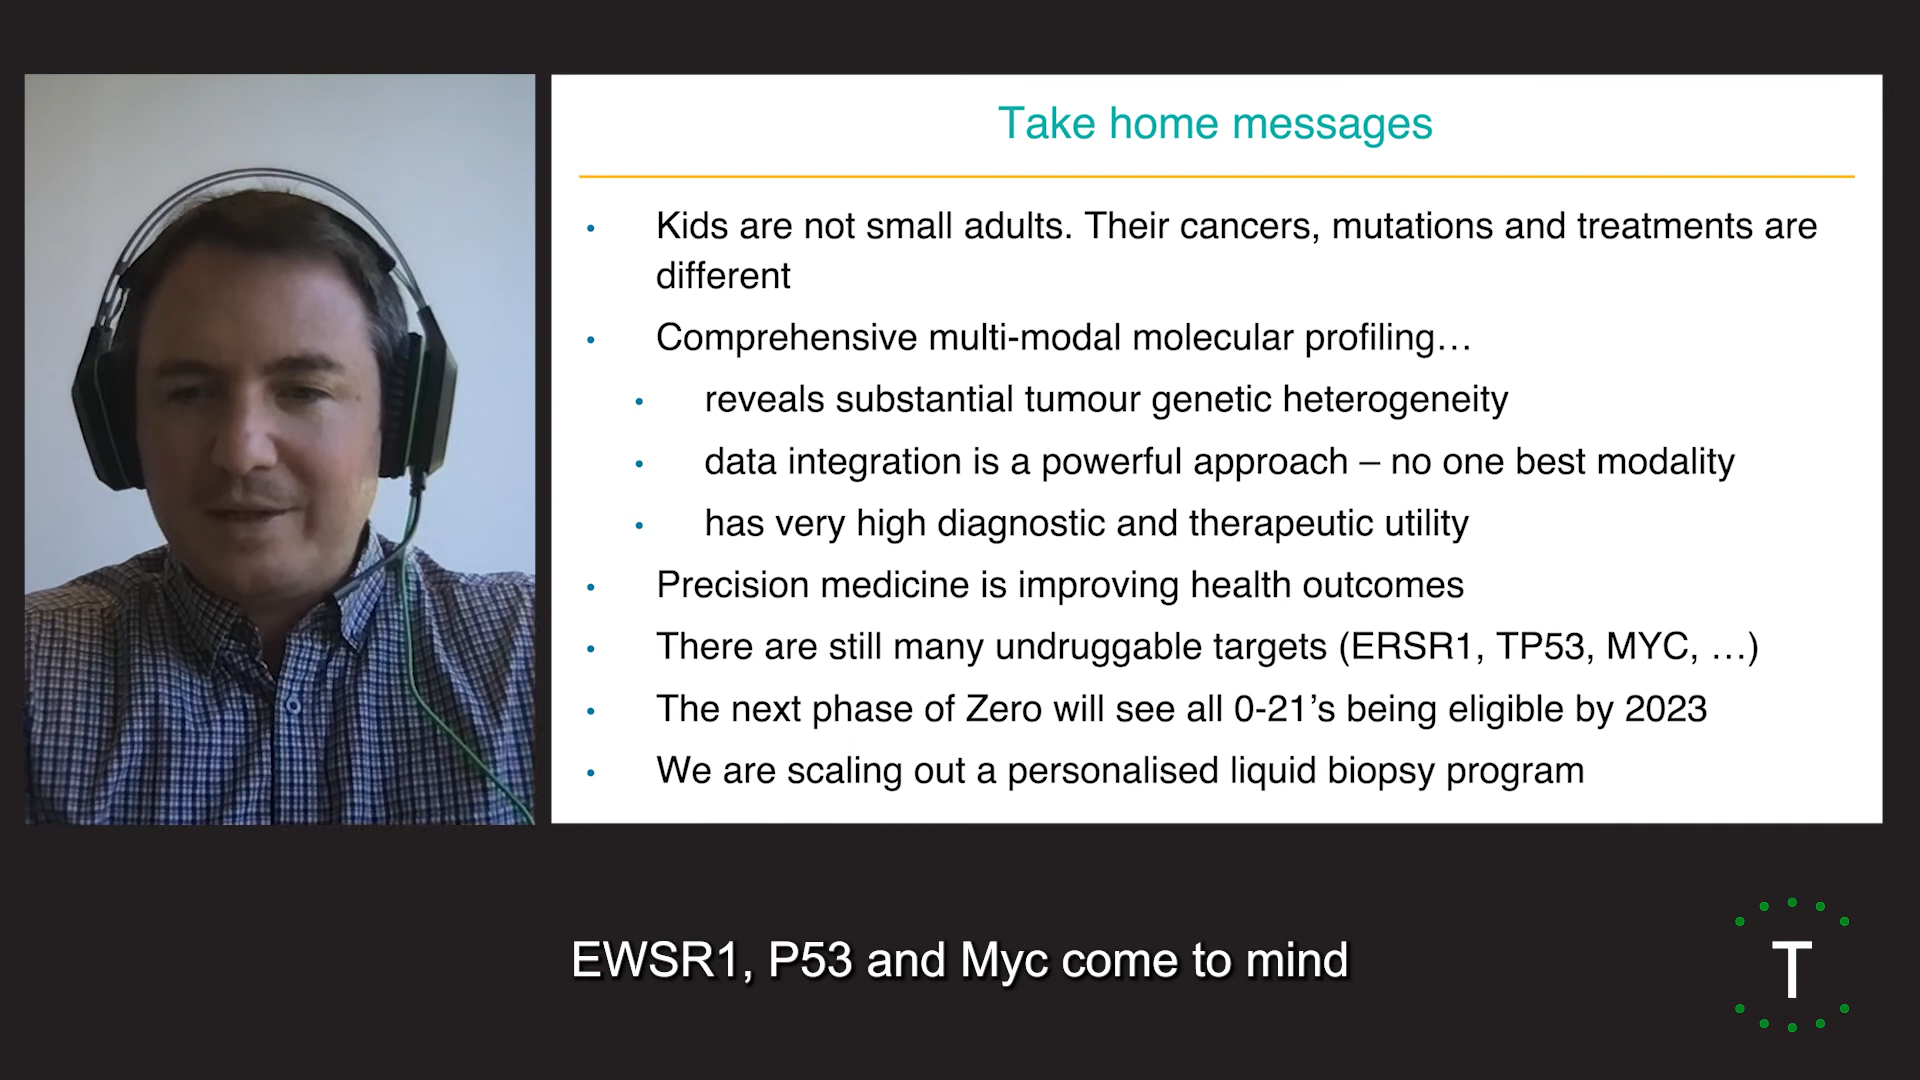 Take home messages
• Kids are not small adults. Their cancers, mutations and treatments are
different
• Comprehensive multi-modal molecular profiling…
• reveals substantial tumour genetic heterogeneity
• data integration is a powerful approach – no one best modality
• has very high diagnostic and therapeutic utility
• Precision medicine is improving health outcomes
• There are still many undruggable targets (ERSR1, TP53, MYC, …)
• The next phase of Zero will see all 0-21’s being eligible by 2023
• We are scaling out a personalised liquid biopsy program
EWSR1, P53 and Myc come to mind
T